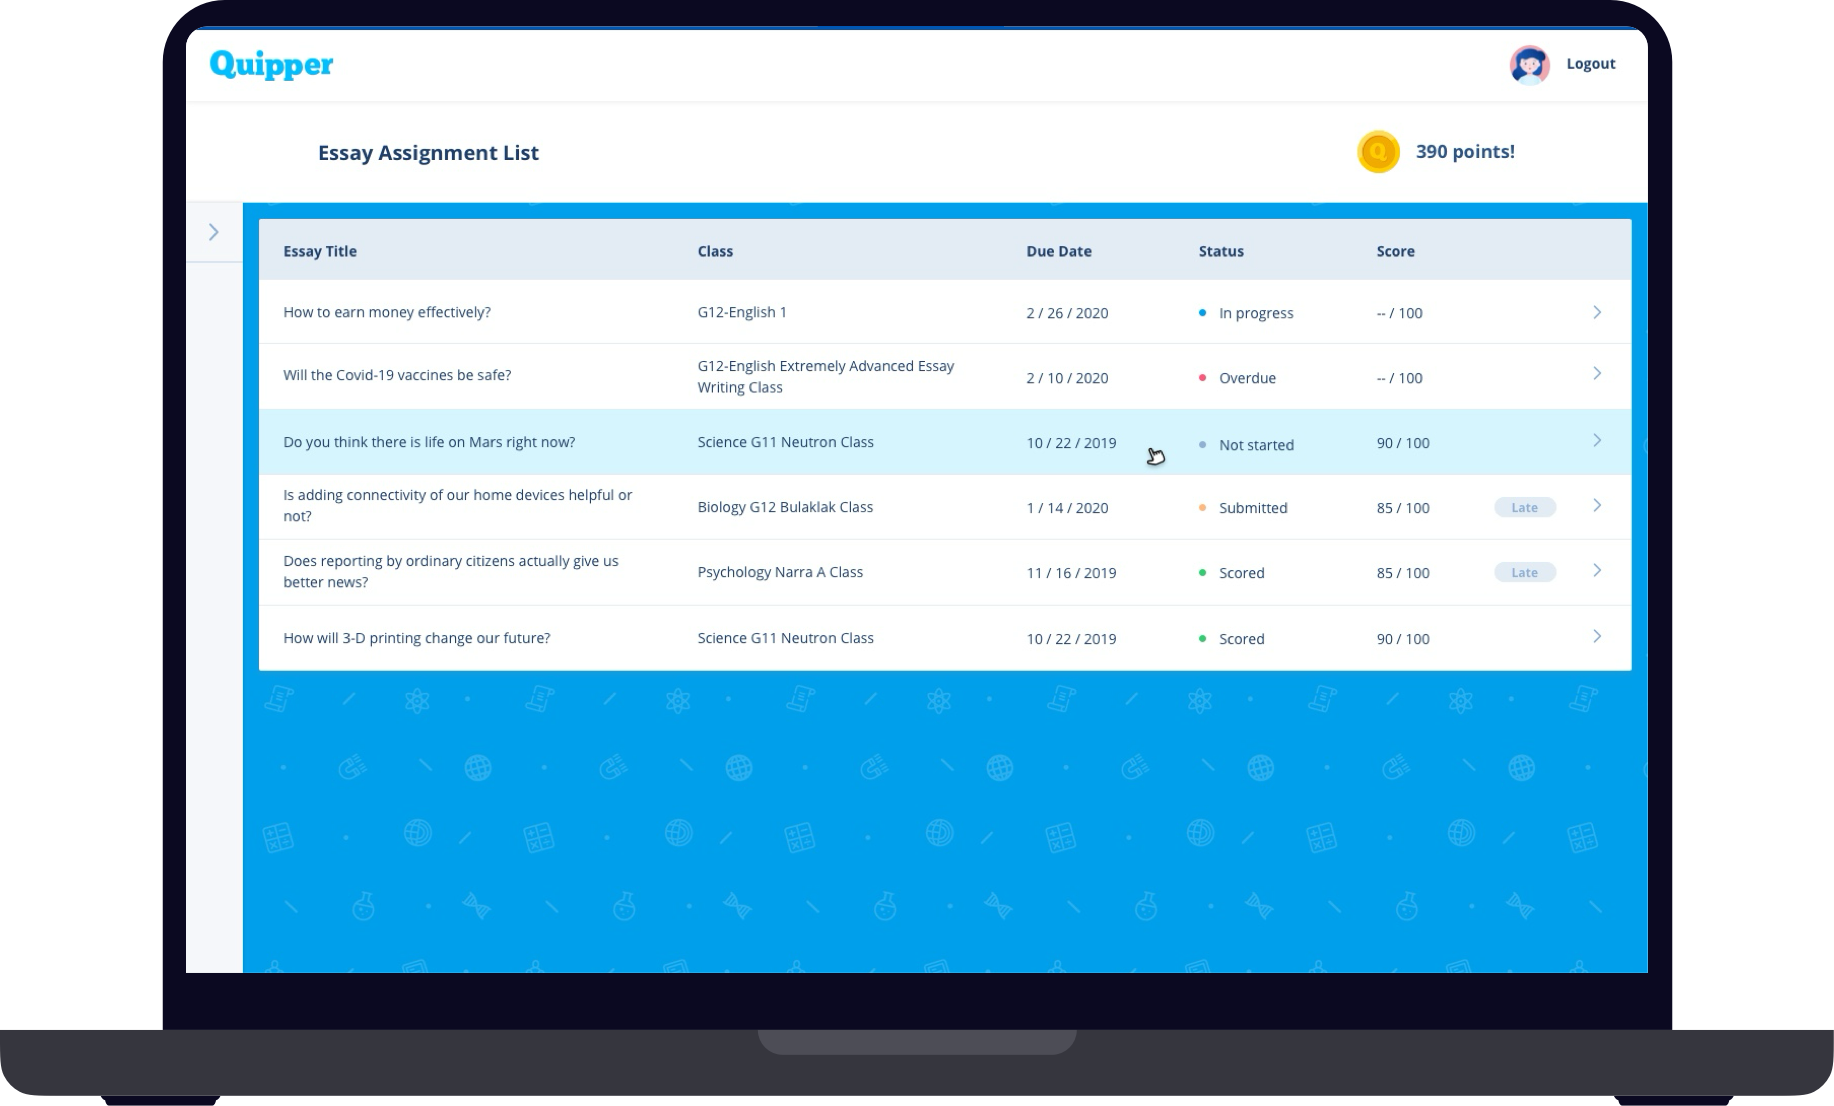 Quipper
Logout
Essay Assignment List
Q 390 points!
Essay Title Class Due Date Status Score
How to earn money effectively? G12-English 1 2 / 26 / 2020 In progress -- / 100
Will the Covid-19 vaccines be safe? G12-English Extremely Advanced Essay
Writing Class 2 / 10 / 2020 Overdue -- / 100
Do you think there is life on Mars right now? Science G11 Neutron Class 10 / 22 / 2019 Not started 90 / 100
Is adding connectivity of our home devices helpful or
not? Biology G12 Bulaklak Class 1 / 14 / 2020 Submitted 85 / 100 Late
Does reporting by ordinary citizens actually give us
better news? Psychology Narra A Class 11 / 16 / 2019 Scored 85 / 100 Late
How will 3-D printing change our future? Science G11 Neutron Class 10 / 22 / 2019 Scored 90 / 100